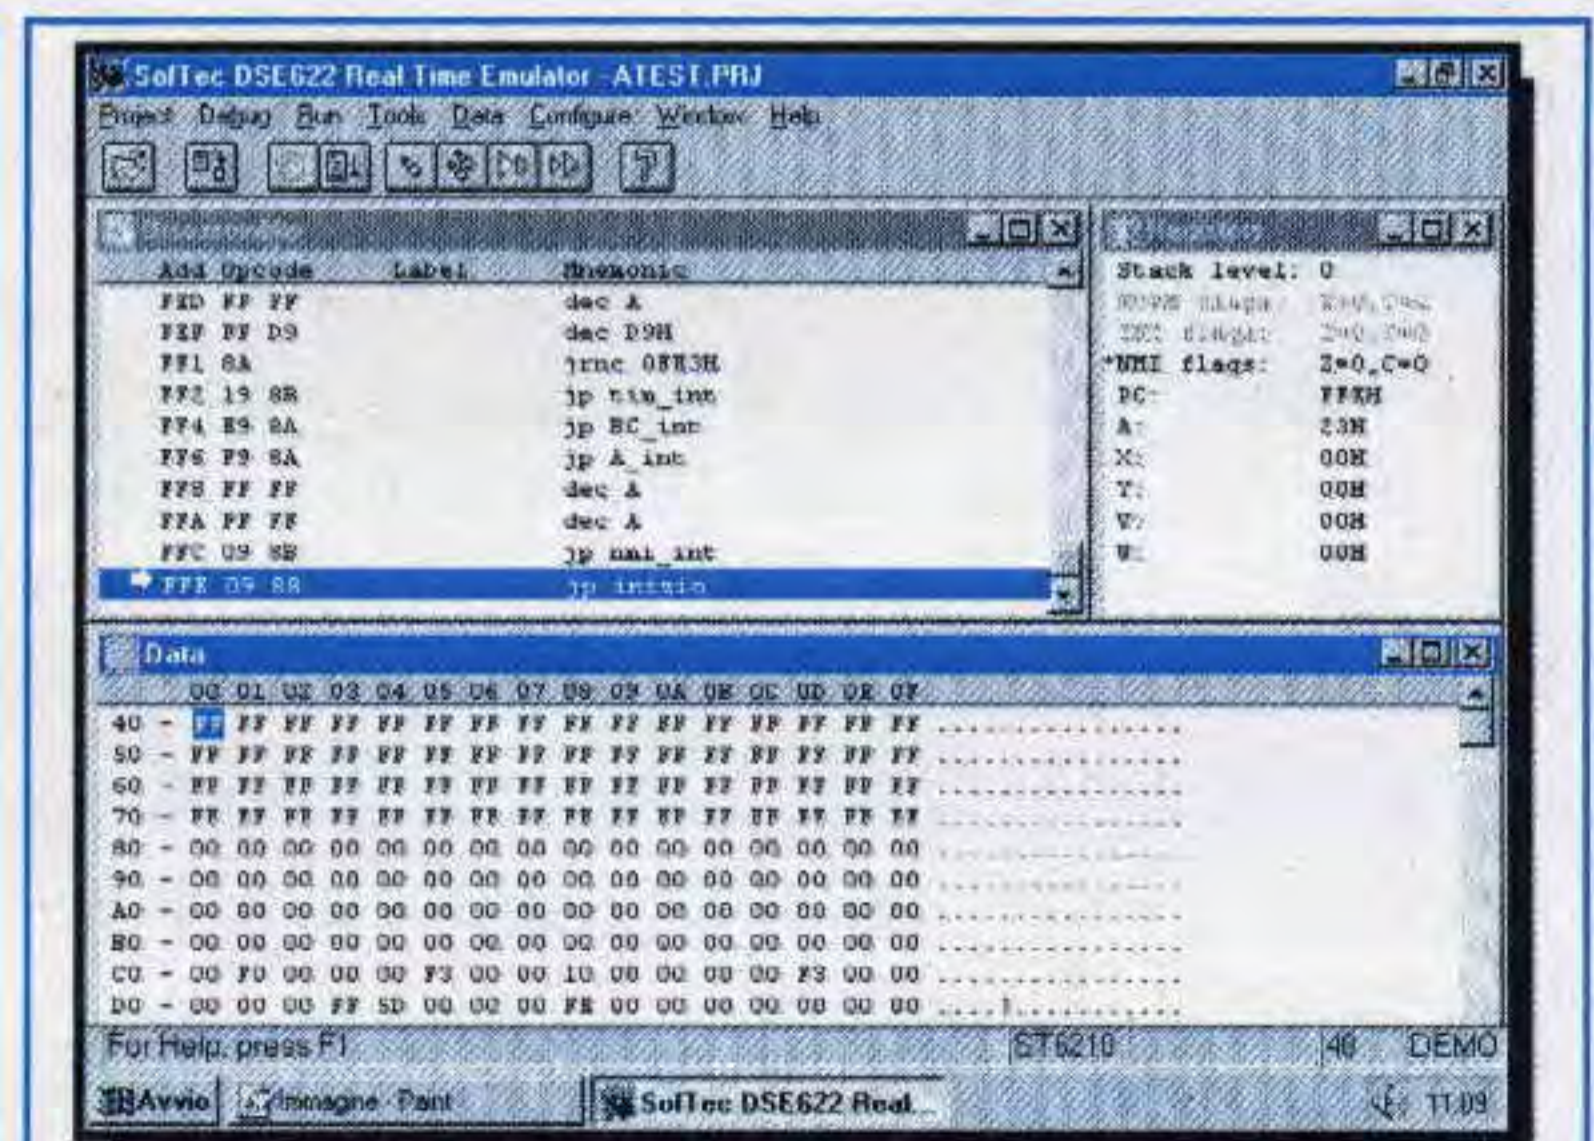 SofTec DSE622 Real Time Emulator - ATEST.PRJ
Project Debug Run Tools Data Configure Window Help
Add Opcode Label Mnemonic
FED FF FF dec A
FEF FF D9 dec D9H
FF1 8A jrnc
FF2 19 8B jp tim_int
FF4 E9 8A jp BC_int
FF6 F9 8A jp A_int
FF8 FF FF dec A
FFA FF FF dec A
FFC 09 8B jp nmi_int
FFE 09 88 jp inizio
Stack level: 0
*NMI flags: Z=0,C=0
PC: FFEH
A: 23H
X: 00H
Y: 00H
V: 00H
W: 00H
Data
00 01 02 03 04 05 06 07 08 09 0A 0B 0C 0D 0E 0F
40 - FF FF FF FF FF FF FF FF FF FF FF FF FF FF FF FF ................
50 - FF FF FF FF FF FF FF FF FF FF FF FF FF FF FF FF ................
60 - FF FF FF FF FF FF FF FF FF FF FF FF FF FF FF FF ................
70 - FF FF FF FF FF FF FF FF FF FF FF FF FF FF FF FF ................
80 - 00 00 00 00 00 00 00 00 00 00 00 00 00 00 00 00 ................
90 - 00 00 00 00 00 00 00 00 00 00 00 00 00 00 00 00 ................
A0 - 00 00 00 00 00 00 00 00 00 00 00 00 00 00 00 00 ................
B0 - 00 00 00 00 00 00 00 00 00 00 00 00 00 00 00 00 ................
C0 - 00 F0 00 00 00 F3 00 00 10 00 00 00 00 F3 00 00 ................
D0 - 00 00 00 FF 5D 00 00 00 FE 00 00 00 00 00 00 00 ....]...........
For Help, press F1 ST6210 40 DEMO
Avvio Immagine - Paint SofTec DSE622 Real... 11.09